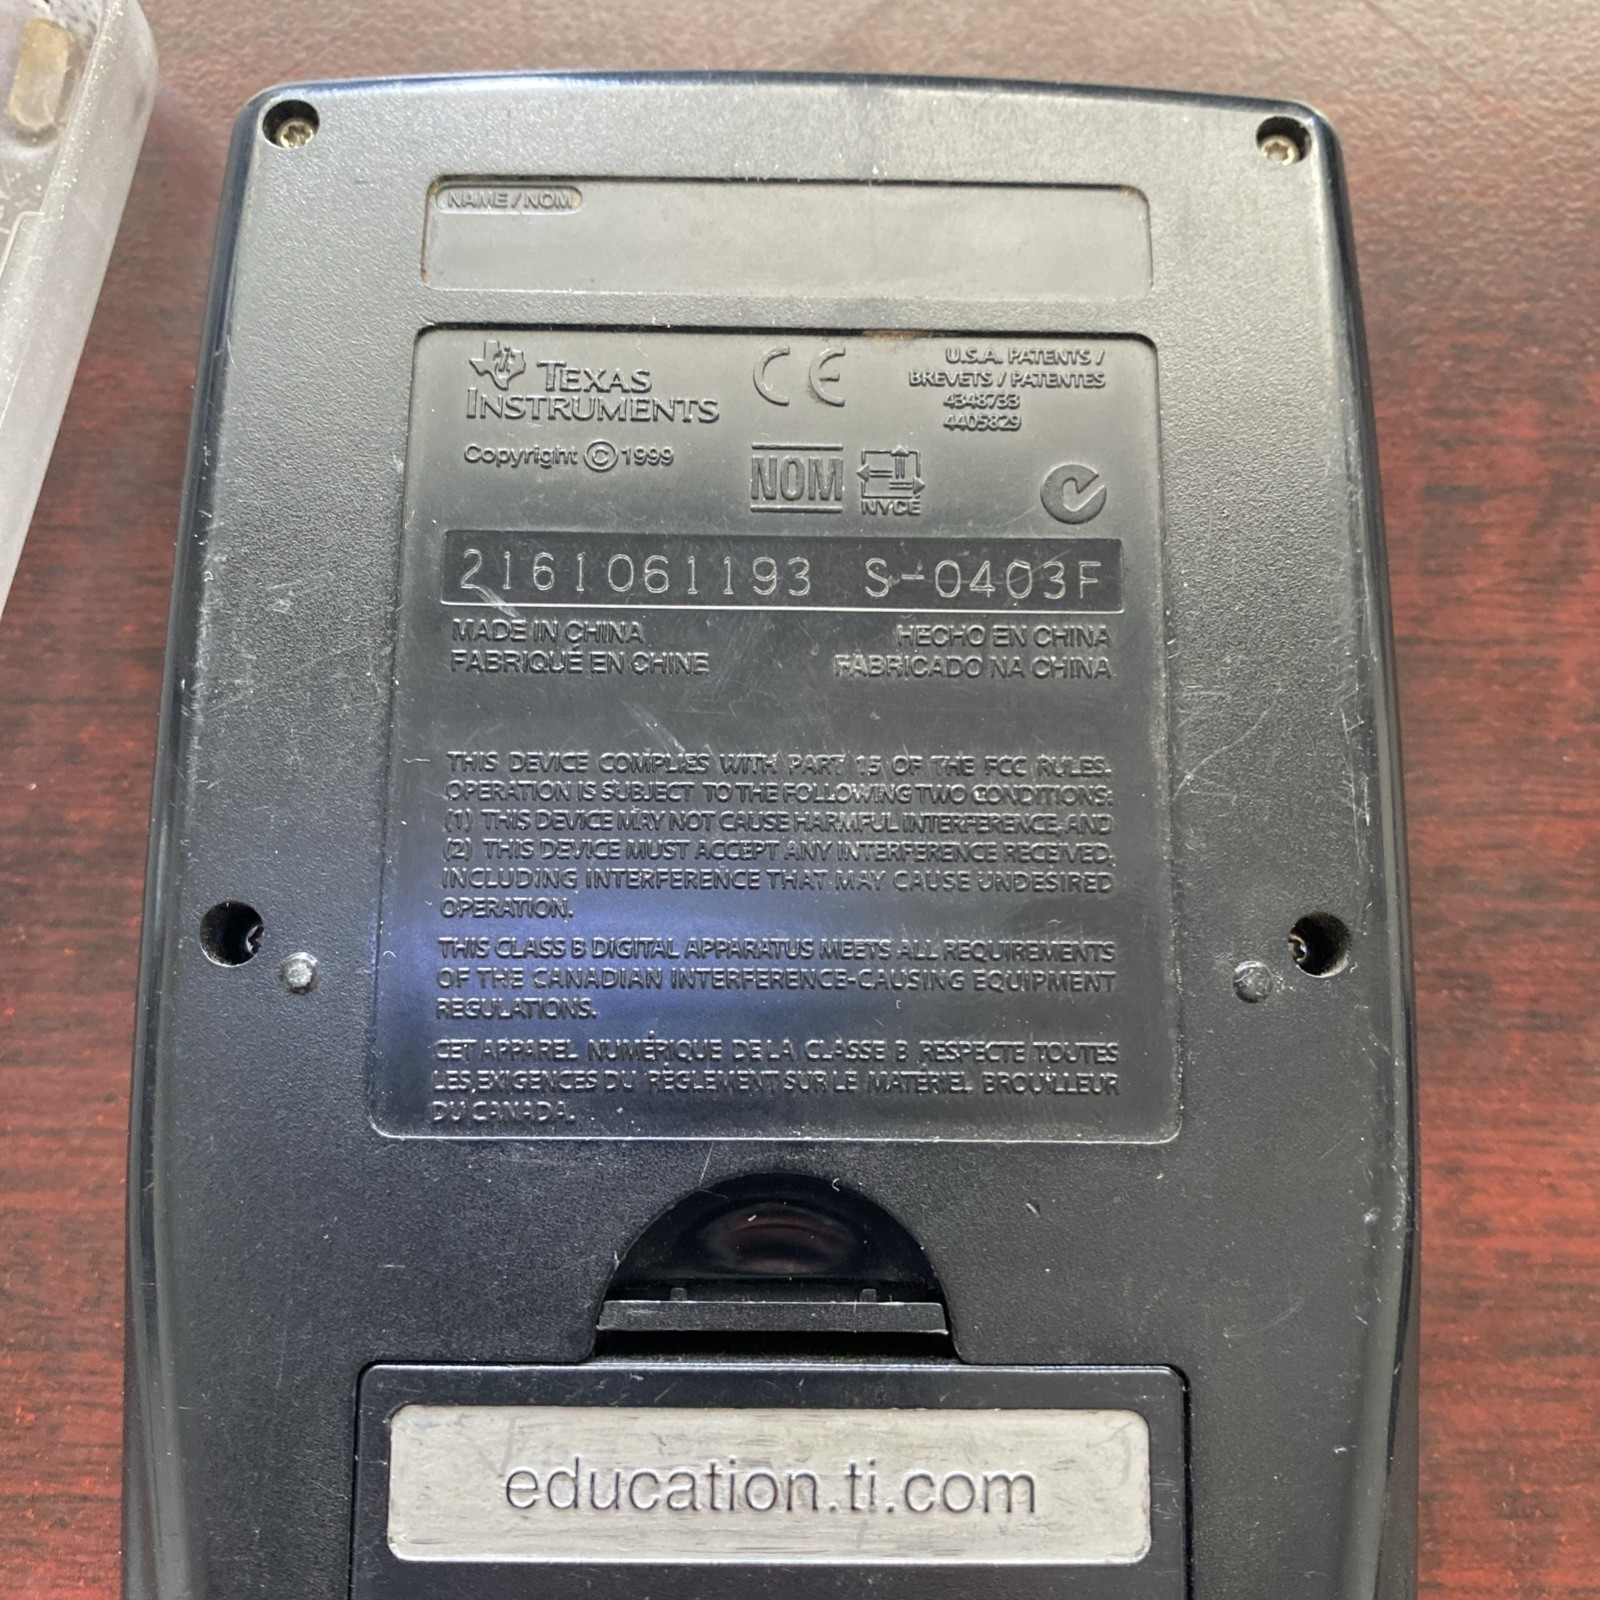 NAME / NOM
TEXAS
INSTRUMENTS
Copyright © 1999
CE
U.S.A. PATENTS /
BREVETS / PATENTES
4348733
4405829
NOM
NYCE
2161061193 S-0403F
MADE IN CHINA
FABRIQUÉ EN CHINE
HECHO EN CHINA
FABRICADO NA CHINA
THIS DEVICE COMPLIES WITH PART 15 OF THE FCC RULES.
OPERATION IS SUBJECT TO THE FOLLOWING TWO CONDITIONS:
(1) THIS DEVICE MAY NOT CAUSE HARMFUL INTERFERENCE, AND
(2) THIS DEVICE MUST ACCEPT ANY INTERFERENCE RECEIVED,
INCLUDING INTERFERENCE THAT MAY CAUSE UNDESIRED
OPERATION.
THIS CLASS B DIGITAL APPARATUS MEETS ALL REQUIREMENTS
OF THE CANADIAN INTERFERENCE-CAUSING EQUIPMENT
REGULATIONS.
CET APPAREL NUMÉRIQUE DE LA CLASSE B RESPECTE TOUTES
LES EXIGENCES DU RÈGLEMENT SUR LE MATÉRIEL BROUILLEUR
DU CANADA.
education.ti.com